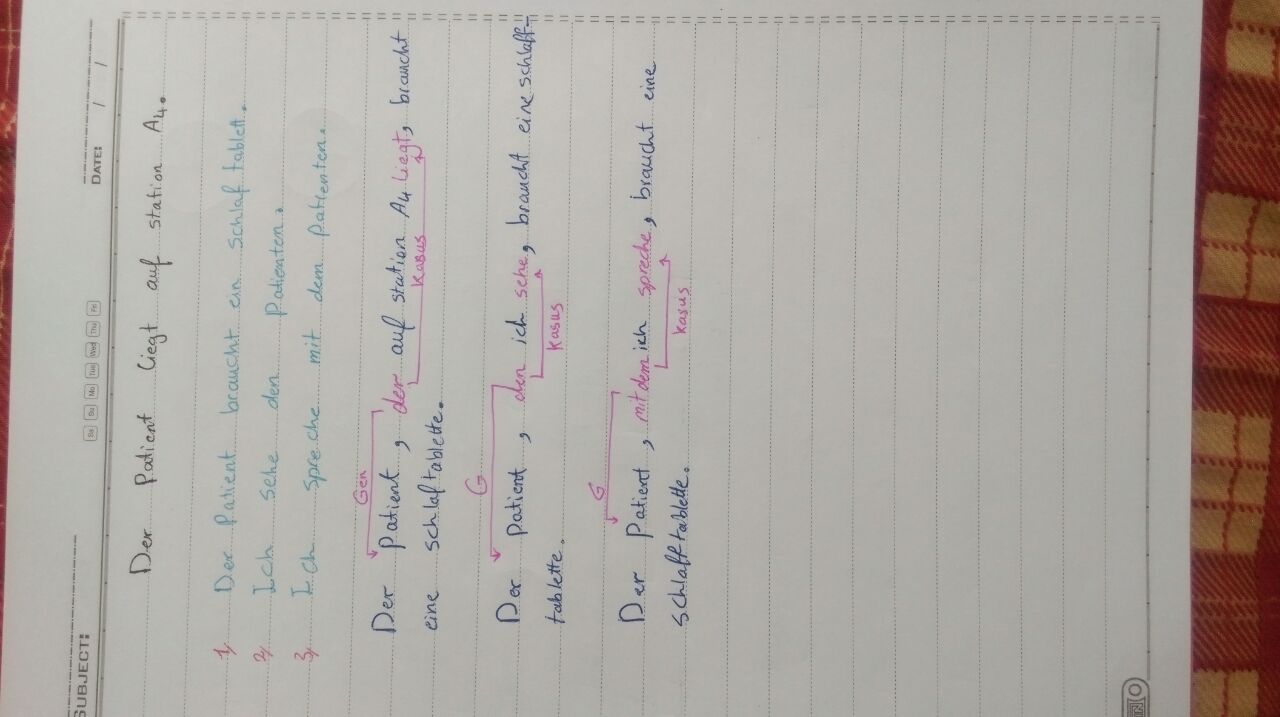 SUBJECT:
DATE: / /
Sa Su Mo Tue Wed Thu Fri
Der Patient liegt auf station A4.
1, Der Patient braucht ein schlaf tablett.
2, Ich sehe den Patienten.
3, Ich spreche mit dem patienten.
Gen
Der Patient, der auf station A4 liegt, braucht
Kasus
eine schlaftablette.
G
Der patient, den ich sehe, braucht eine schlaff-
Kasus
tablette.
G
Der Patient, mit dem ich spreche, braucht eine
Kasus
schlafftablette.